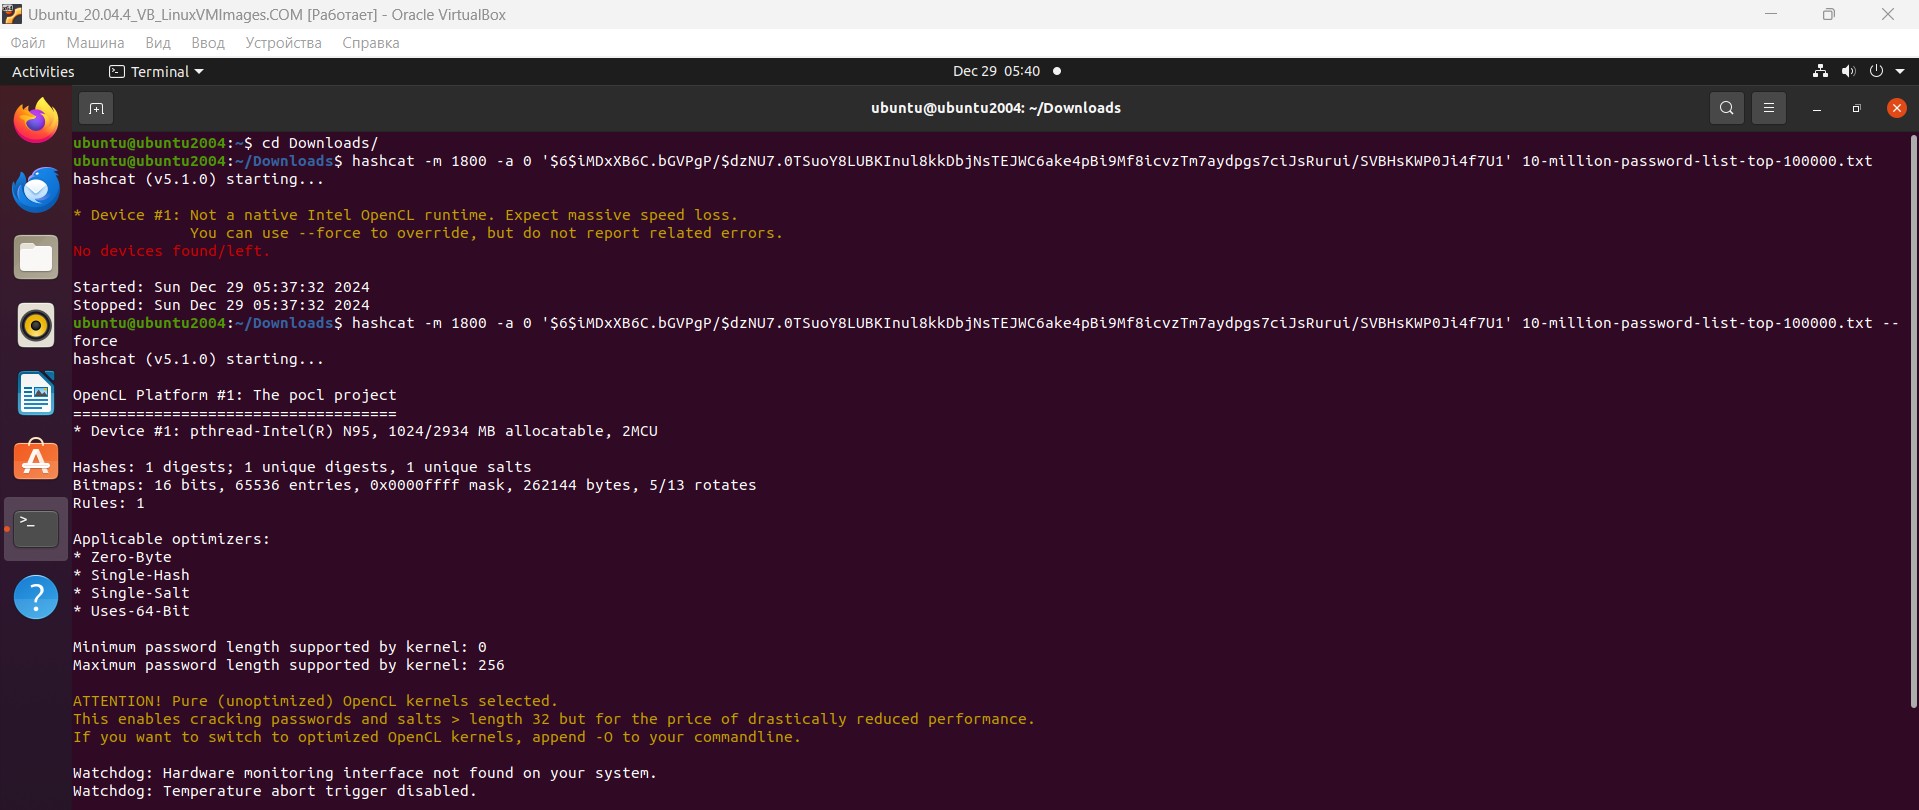 Ubuntu_20.04.4_VB_LinuxVMImages.COM [Работает] - Oracle VirtualBox
Файл Машина Вид Ввод Устройства Справка
Activities Terminal Dec 29 05:40
ubuntu@ubuntu2004: ~/Downloads
ubuntu@ubuntu2004:~$ cd Downloads/
ubuntu@ubuntu2004:~/Downloads$ hashcat -m 1800 -a 0 '$6$iMDxXB6C.bGVPgP/$dzNU7.0TSuoY8LUBKInul8kkDbjNsTEJWC6ake4pBi9Mf8icvzTm7aydpgs7ciJsRurui/SVBHsKWP0Ji4f7U1' 10-million-password-list-top-100000.txt
hashcat (v5.1.0) starting...
* Device #1: Not a native Intel OpenCL runtime. Expect massive speed loss.
You can use --force to override, but do not report related errors.
No devices found/left.
Started: Sun Dec 29 05:37:32 2024
Stopped: Sun Dec 29 05:37:32 2024
ubuntu@ubuntu2004:~/Downloads$ hashcat -m 1800 -a 0 '$6$iMDxXB6C.bGVPgP/$dzNU7.0TSuoY8LUBKInul8kkDbjNsTEJWC6ake4pBi9Mf8icvzTm7aydpgs7ciJsRurui/SVBHsKWP0Ji4f7U1' 10-million-password-list-top-100000.txt --
force
hashcat (v5.1.0) starting...
OpenCL Platform #1: The pocl project
====================================
* Device #1: pthread-Intel(R) N95, 1024/2934 MB allocatable, 2MCU
Hashes: 1 digests; 1 unique digests, 1 unique salts
Bitmaps: 16 bits, 65536 entries, 0x0000ffff mask, 262144 bytes, 5/13 rotates
Rules: 1
Applicable optimizers:
* Zero-Byte
* Single-Hash
* Single-Salt
* Uses-64-Bit
Minimum password length supported by kernel: 0
Maximum password length supported by kernel: 256
ATTENTION! Pure (unoptimized) OpenCL kernels selected.
This enables cracking passwords and salts > length 32 but for the price of drastically reduced performance.
If you want to switch to optimized OpenCL kernels, append -O to your commandline.
Watchdog: Hardware monitoring interface not found on your system.
Watchdog: Temperature abort trigger disabled.